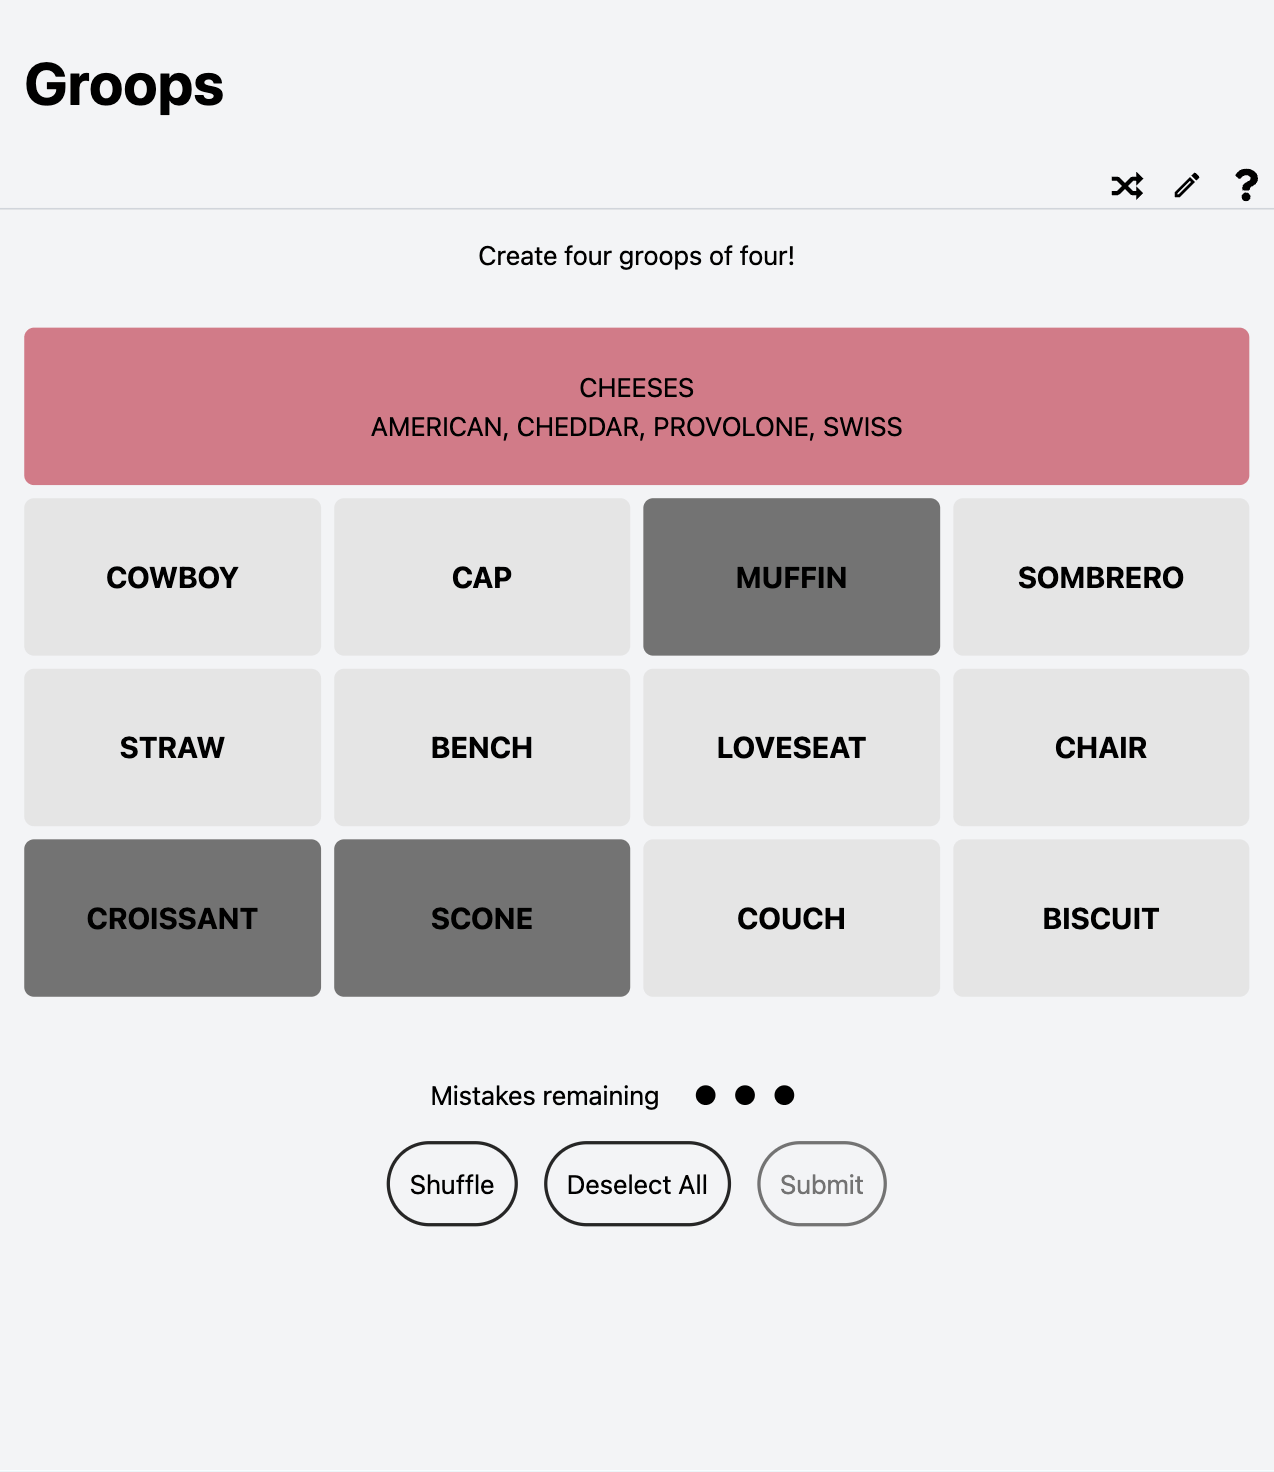 Groops
Create four groops of four!
CHEESES
AMERICAN, CHEDDAR, PROVOLONE, SWISS
COWBOY CAP MUFFIN SOMBRERO
STRAW BENCH LOVESEAT CHAIR
CROISSANT SCONE COUCH BISCUIT
Mistakes remaining
Shuffle Deselect All Submit